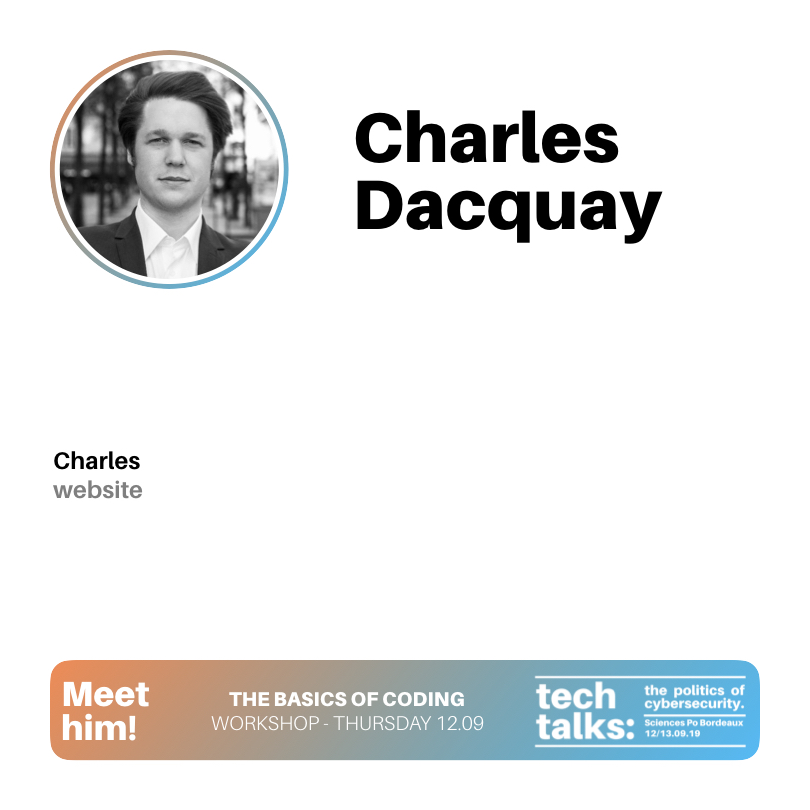 Charles
Dacquay
Charles
website
Meet
him!
THE BASICS OF CODING
WORKSHOP - THURSDAY 12.09
tech
talks:
the politics of
cybersecurity.
Sciences Po Bordeaux
12/13.09.19